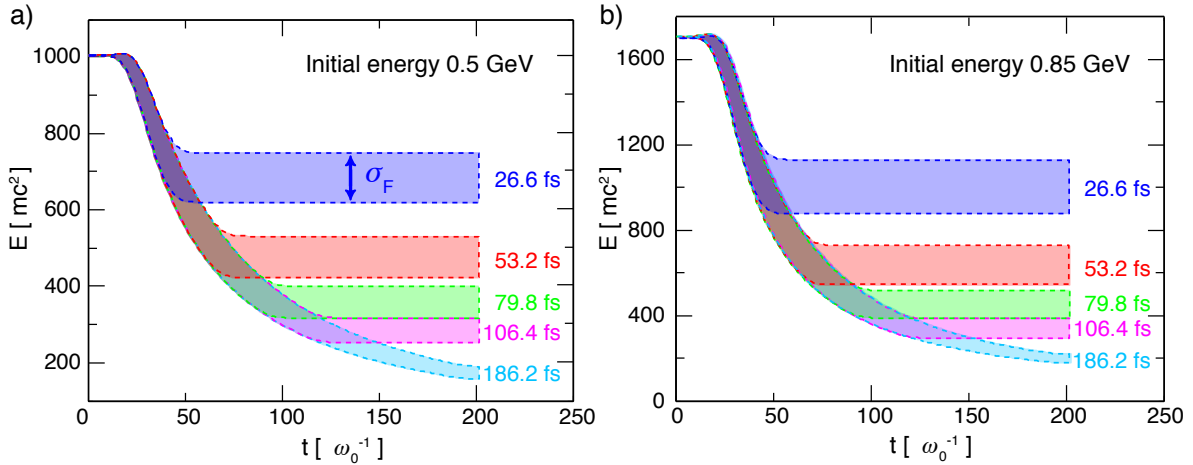 a)
Initial energy 0.5 GeV
E [ mc² ]
1000
800
600
400
200
σ_F
26.6 fs
53.2 fs
79.8 fs
106.4 fs
186.2 fs
0 50 100 150 200 250
t [ ω₀⁻¹ ]
b)
Initial energy 0.85 GeV
E [ mc² ]
1600
1200
800
400
0
26.6 fs
53.2 fs
79.8 fs
106.4 fs
186.2 fs
0 50 100 150 200 250
t [ ω₀⁻¹ ]